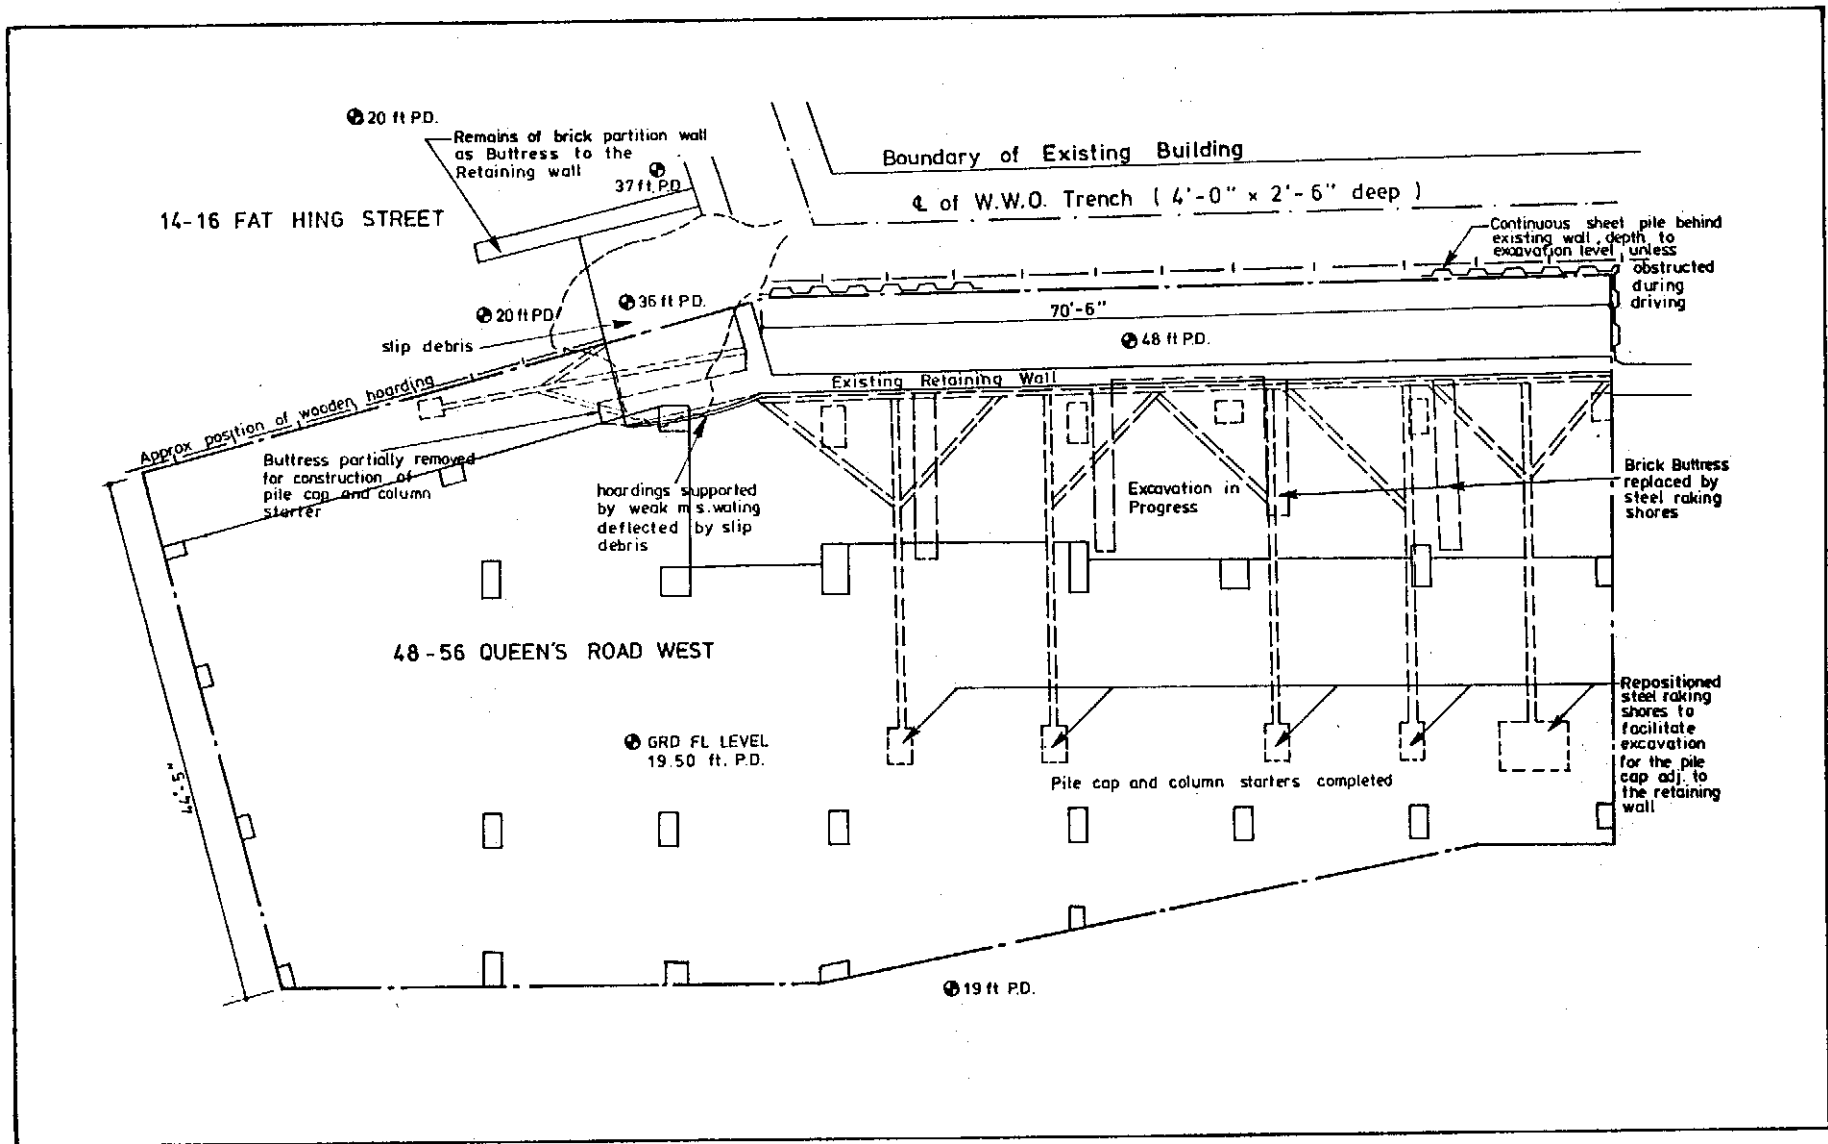 20 ft P.D.
Remains of brick partition wall
as Buttress to the
Retaining wall
37 ft. P.D
14-16 FAT HING STREET
Boundary of Existing Building
℄ of W.W.O. Trench ( 4'-0" × 2'-6" deep )
Continuous sheet pile behind
existing wall, depth to
excavation level unless
obstructed
during
driving
20 ft P.D
36 ft P.D.
slip debris
70'-6"
48 ft P.D.
Existing Retaining Wall
Approx position of wooden hoarding
Buttress partially removed
for construction of
pile cap and column
starter
hoardings supported
by weak m.s. waling
deflected by slip
debris
Excavation in
Progress
Brick Buttress
replaced by
steel raking
shores
48-56 QUEEN'S ROAD WEST
Repositioned
steel raking
shores to
facilitate
excavation
for the pile
cap adj. to
the retaining
wall
GRD FL LEVEL
19.50 ft. P.D.
Pile cap and column starters completed
44'-5"
19 ft P.D.